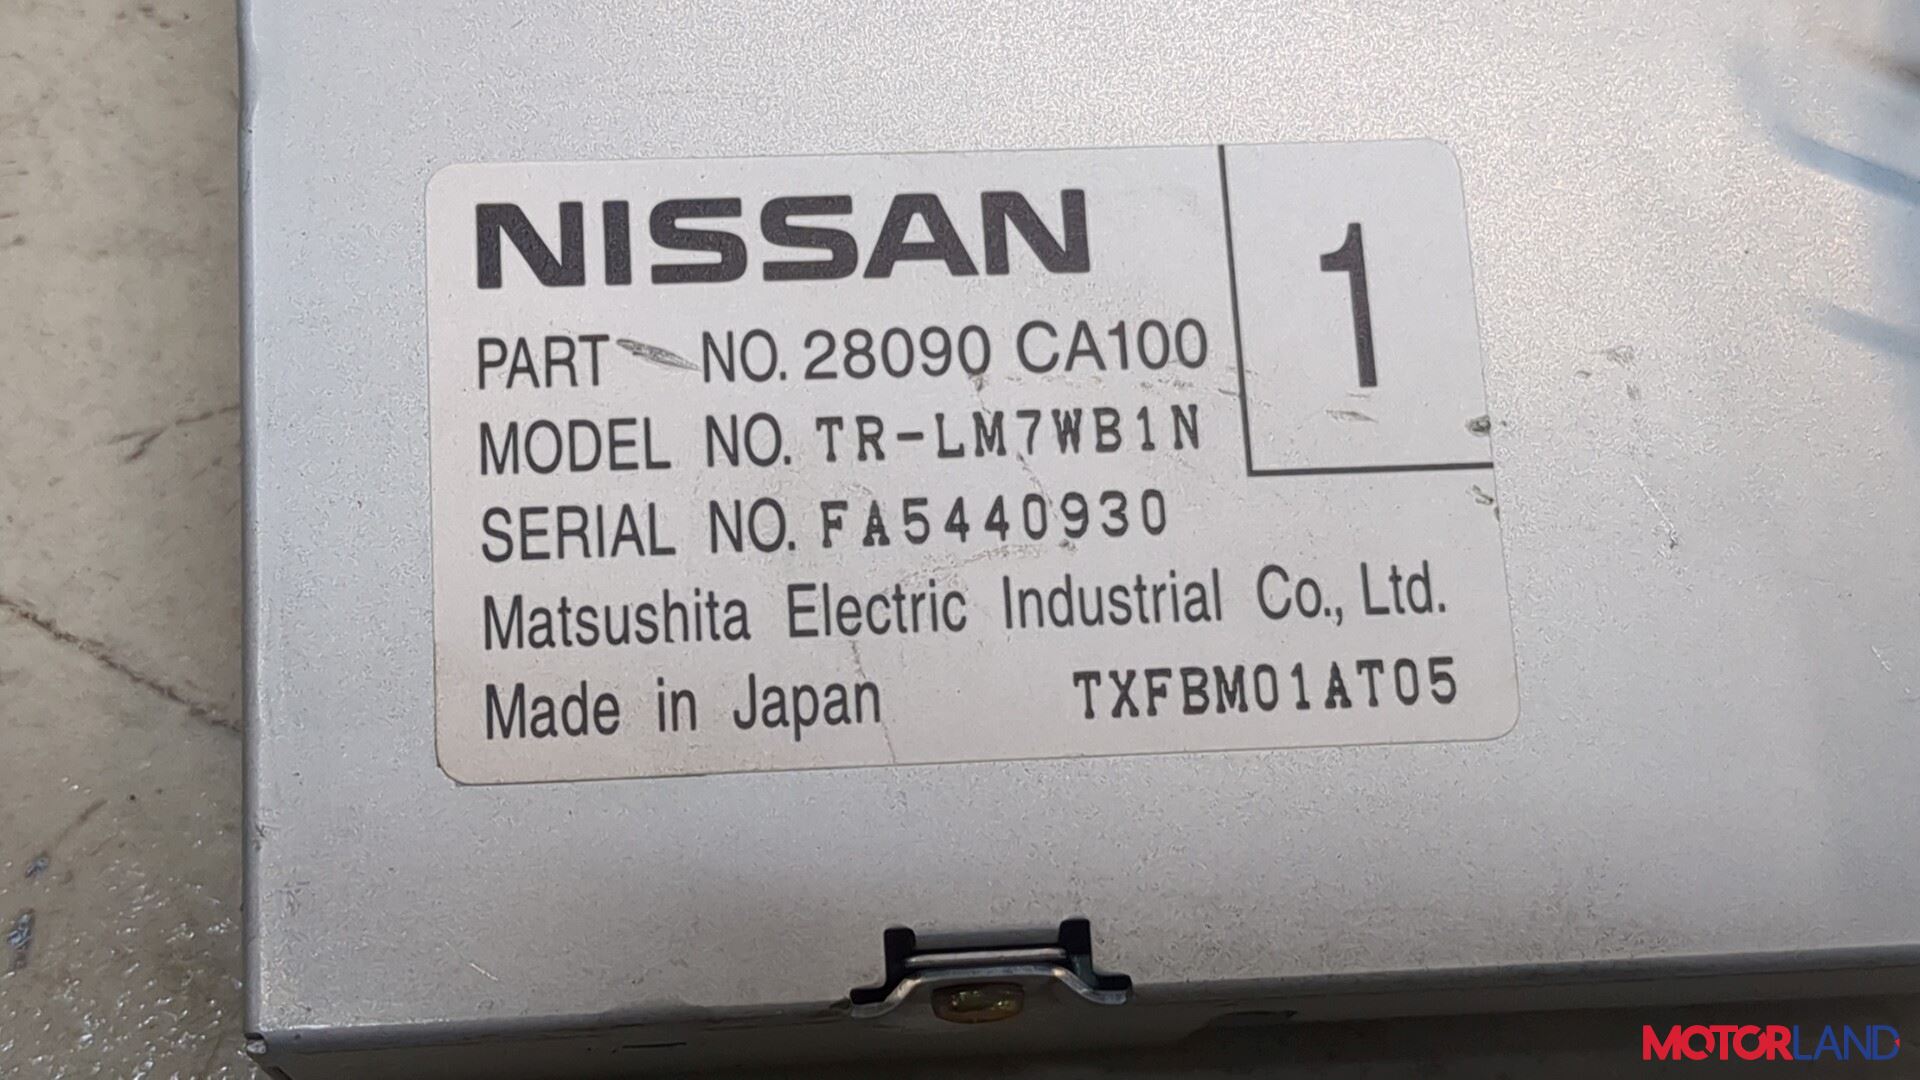 NISSAN
1
PART NO. 28090 CA100
MODEL NO. TR-LM7WB1N
SERIAL NO. FA5440930
Matsushita Electric Industrial Co., Ltd.
Made in Japan TXFBM01AT05
MOTORLAND